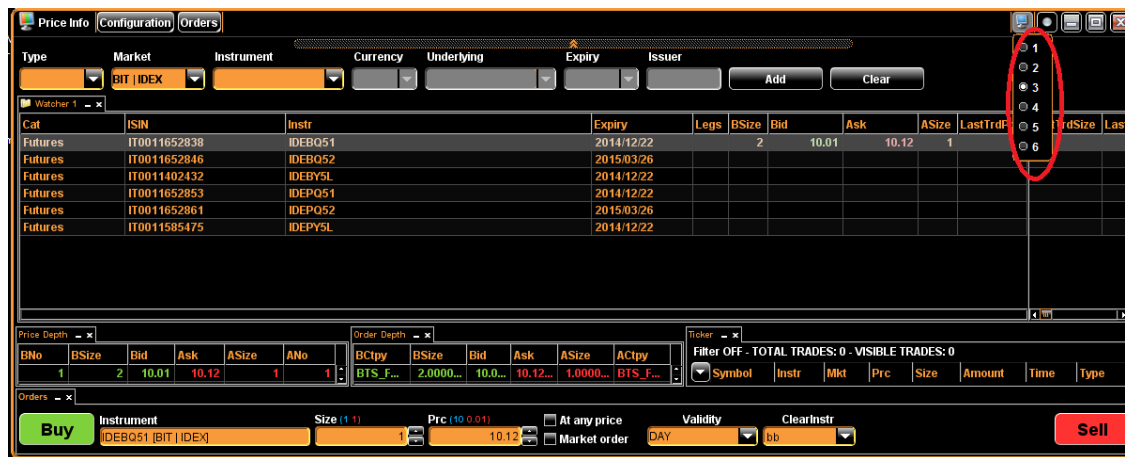 Price Info Configuration Orders
Type Market Instrument Currency Underlying Expiry Issuer
BIT | IDEX Add Clear
1
2
3
4
5
6
Watcher 1
Cat ISIN Instr Expiry Legs BSize Bid Ask ASize LastTrdP TrdSize Las
Futures IT0011652838 IDEBQ51 2014/12/22 2 10.01 10.12 1
Futures IT0011652846 IDEBQ52 2015/03/26
Futures IT0011402432 IDEBY5L 2014/12/22
Futures IT0011652853 IDEPQ51 2014/12/22
Futures IT0011652861 IDEPQ52 2015/03/26
Futures IT0011585475 IDEPY5L 2014/12/22
Price Depth Order Depth Ticker
BNo BSize Bid Ask ASize ANo BCtpy BSize Bid Ask ASize ACtpy Filter OFF - TOTAL TRADES: 0 - VISIBLE TRADES: 0
1 2 10.01 10.12 1 1 BTS_F... 2.0000... 10.0... 10.12... 1.0000... BTS_F... Symbol Instr Mkt Prc Size Amount Time Type
Orders
Instrument Size (1 1) Prc (10 0.01) At any price Validity ClearInstr
Buy IDEBQ51 [BIT | IDEX] 1 10.12 Market order DAY bb Sell